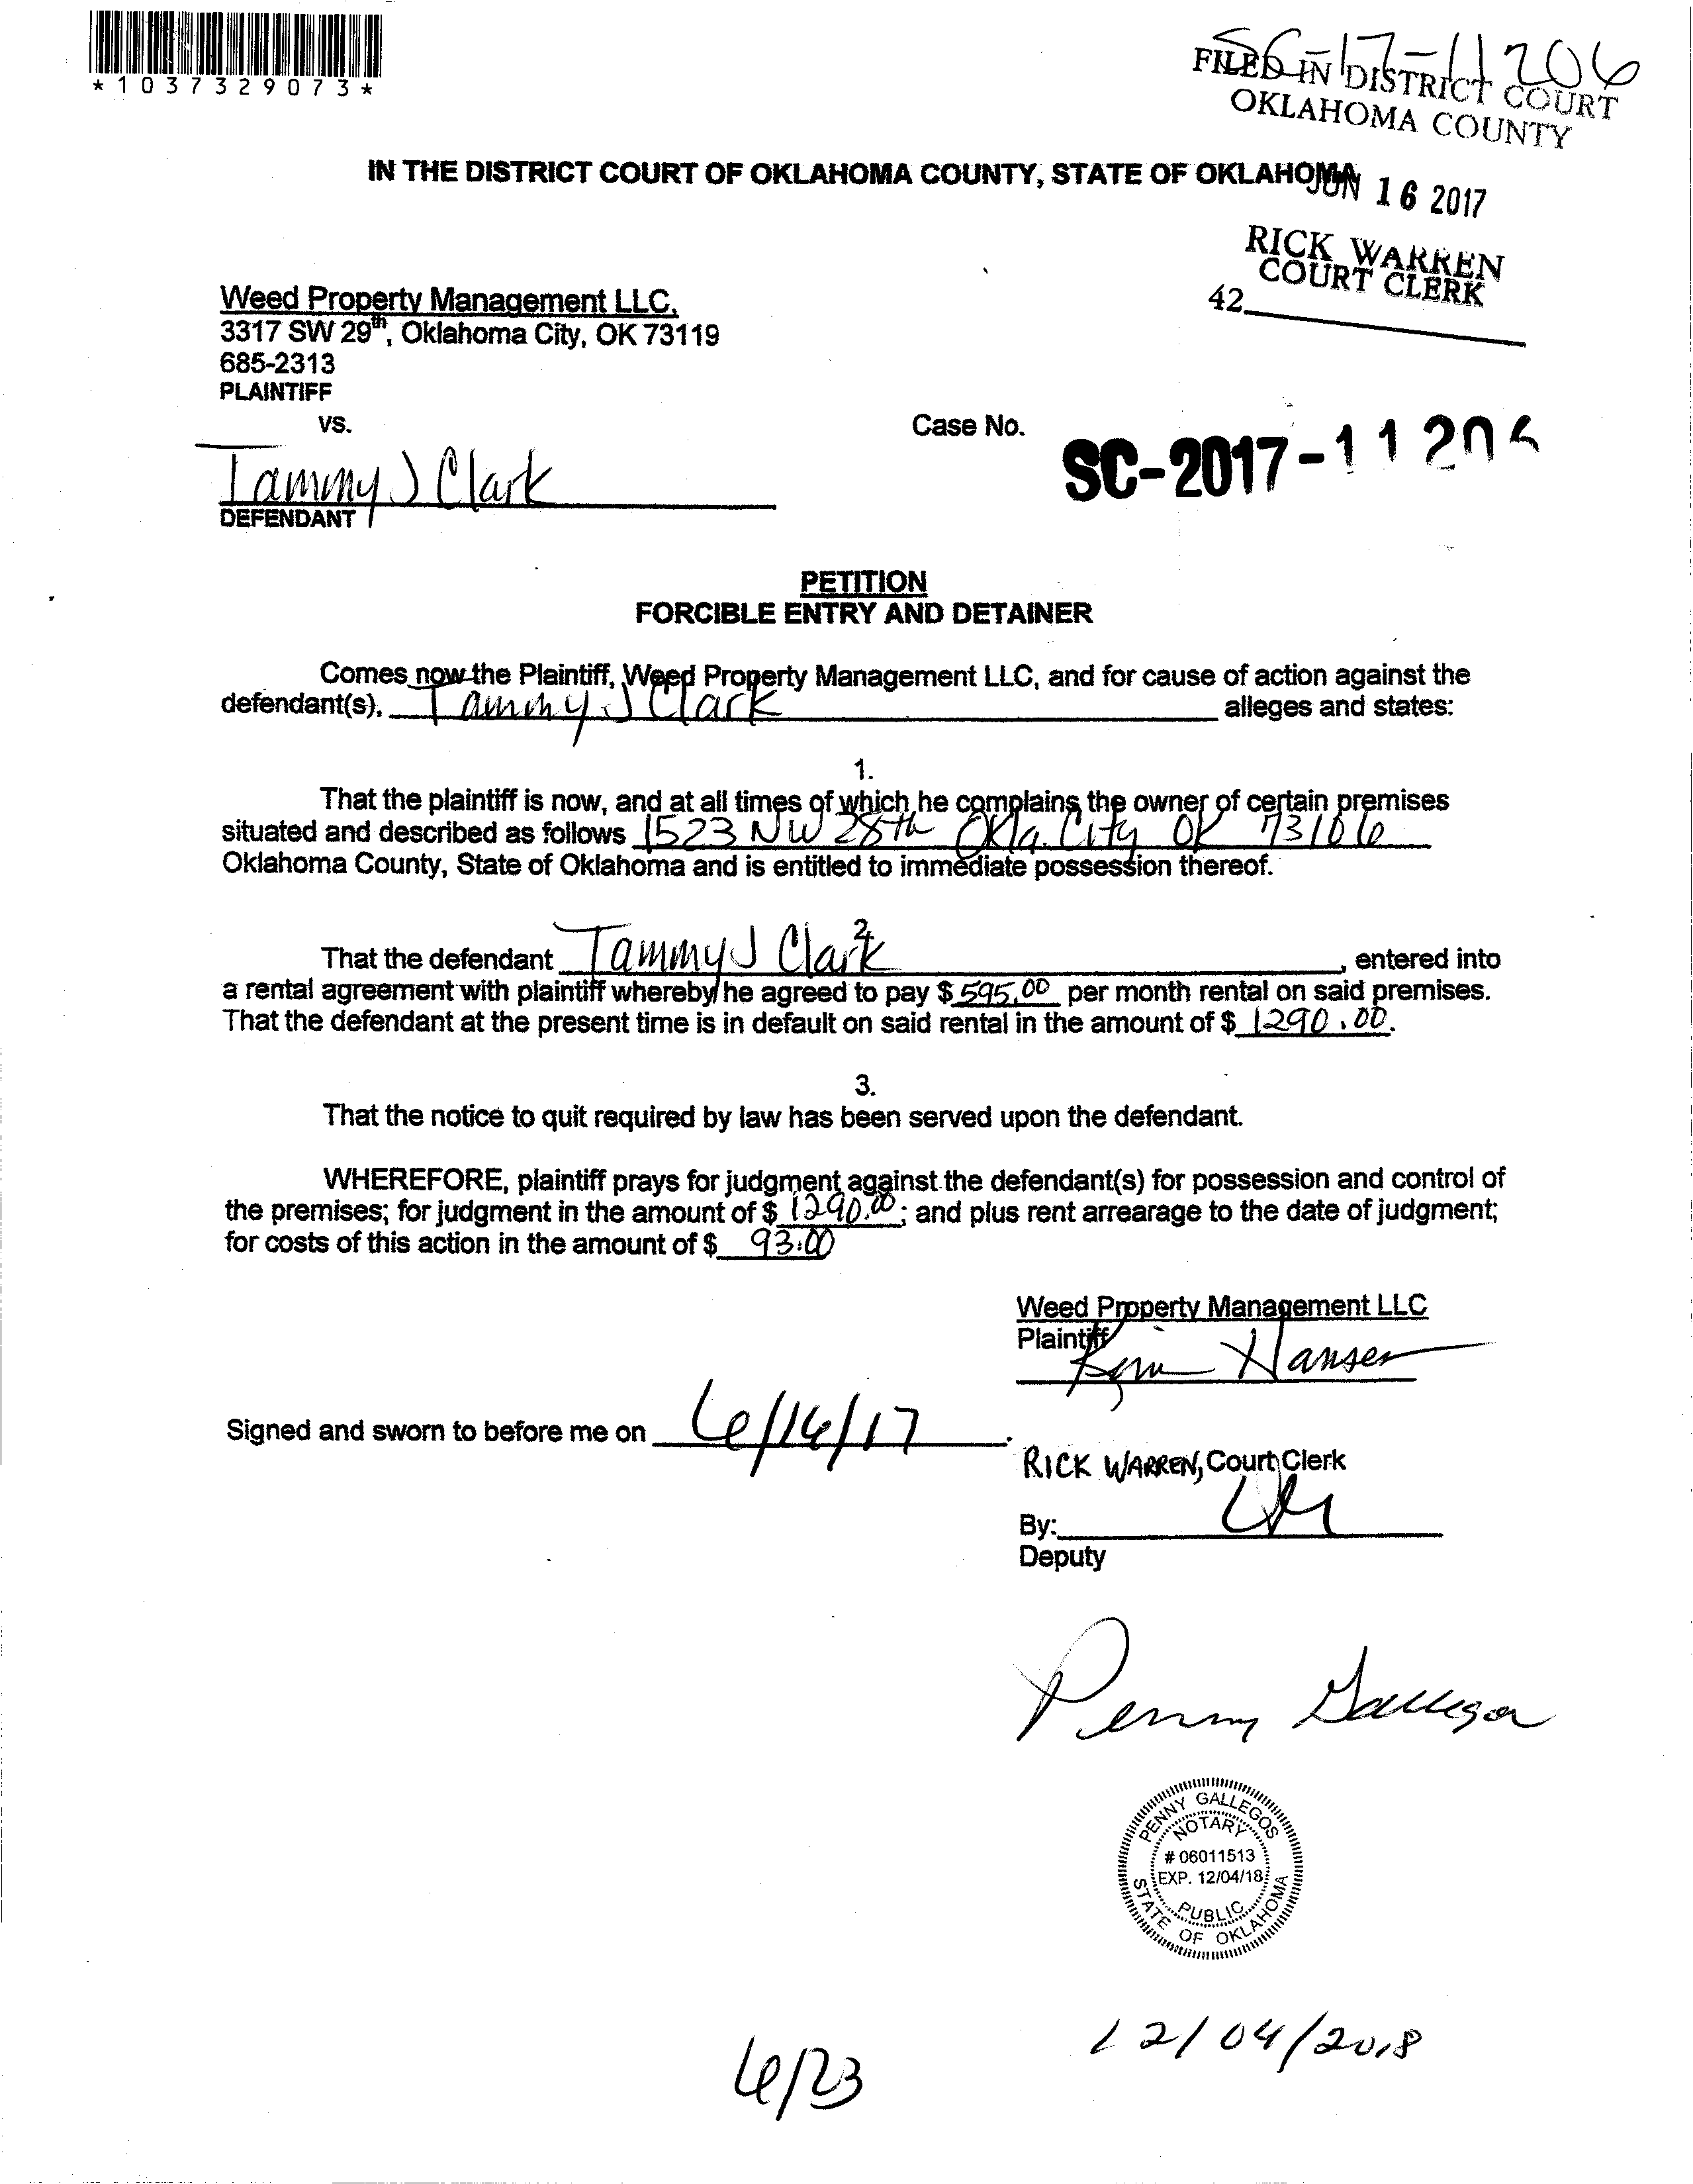 *1037329073*
SC-17-11206
FILED IN DISTRICT COURT
OKLAHOMA COUNTY
IN THE DISTRICT COURT OF OKLAHOMA COUNTY, STATE OF OKLAHOMA
JUN 16 2017
RICK WARREN
COURT CLERK
42
Weed Property Management LLC,
3317 SW 29th, Oklahoma City, OK 73119
685-2313
PLAINTIFF
vs.
Case No.
SC-2017-11206
Tammy J Clark
DEFENDANT
PETITION
FORCIBLE ENTRY AND DETAINER
Comes now the Plaintiff, Weed Property Management LLC, and for cause of action against the
defendant(s), Tammy J Clark alleges and states:
1.
That the plaintiff is now, and at all times of which he complains the owner of certain premises
situated and described as follows 1523 NW 28th Okla. City OK 73106
Oklahoma County, State of Oklahoma and is entitled to immediate possession thereof.
2.
That the defendant Tammy J Clark, entered into
a rental agreement with plaintiff whereby he agreed to pay $ 595.00 per month rental on said premises.
That the defendant at the present time is in default on said rental in the amount of $ 1290.00.
3.
That the notice to quit required by law has been served upon the defendant.
WHEREFORE, plaintiff prays for judgment against the defendant(s) for possession and control of
the premises; for judgment in the amount of $ 1290.00; and plus rent arrearage to the date of judgment;
for costs of this action in the amount of $ 93.00
Weed Property Management LLC
Plaintiff
Hansen
Signed and sworn to before me on 6/16/17.
RICK WARREN, Court Clerk
By:
Deputy
Penny Gallegos
PENNY GALLEGOS
NOTARY
# 06011513
EXP. 12/04/18
PUBLIC
STATE OF OKLAHOMA
12/04/2018
6/23